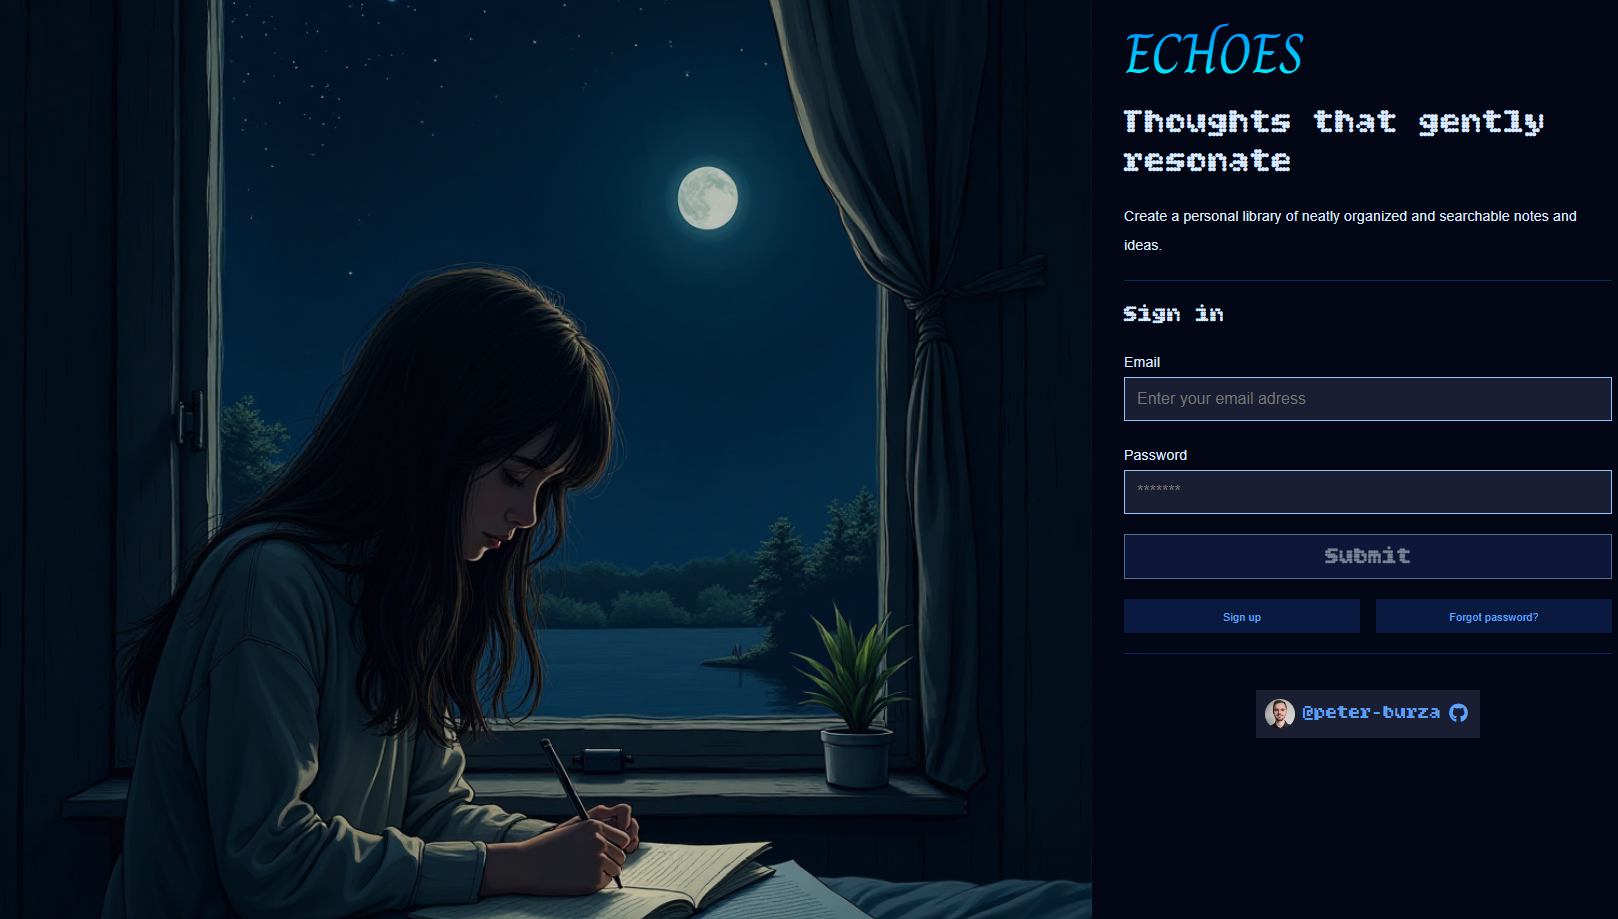 ECHOES
Thoughts that gently
resonate
Create a personal library of neatly organized and searchable notes and
ideas.
Sign in
Email
Enter your email adress
Password
*******
Submit
Sign up
Forgot password?
@peter-burza